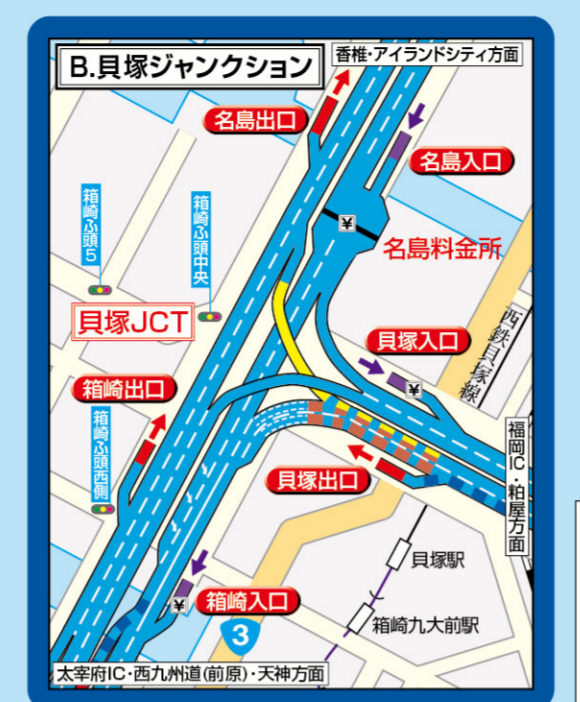 B.貝塚ジャンクション
香椎・アイランドシティ方面
名島出口
名島入口
箱崎ふ頭5
箱崎ふ頭中央
¥
名島料金所
貝塚JCT
西鉄貝塚線
貝塚入口
¥
箱崎出口
箱崎ふ頭西側
福岡IC・粕屋方面
貝塚出口
貝塚駅
箱崎入口
¥
3
箱崎九大前駅
太宰府IC・西九州道(前原)・天神方面